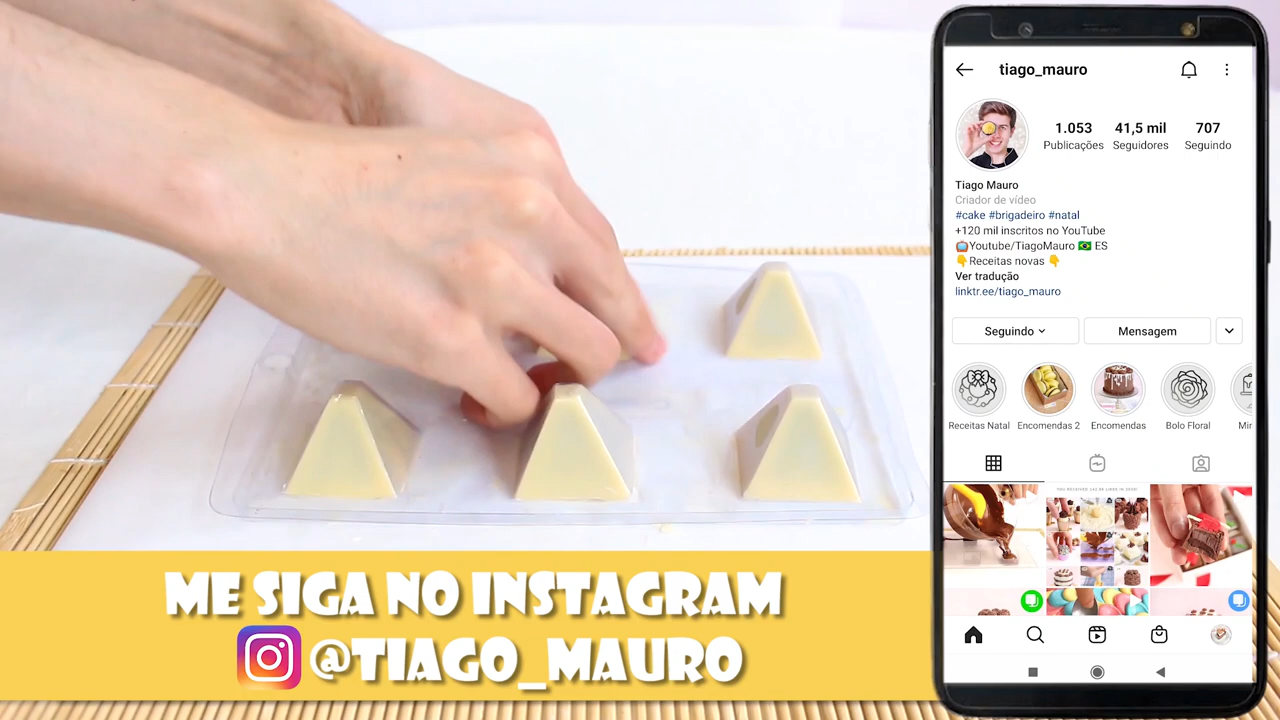 ME SIGA NO INSTAGRAM
@TIAGO_MAURO
tiago_mauro
1.053 41,5 mil 707
Publicações Seguidores Seguindo
Tiago Mauro
Criador de vídeo
#cake #brigadeiro #natal
+120 mil inscritos no YouTube
📺Youtube/TiagoMauro 🇧🇷 ES
👇Receitas novas 👇
Ver tradução
linktr.ee/tiago_mauro
Seguindo Mensagem
Receitas Natal Encomendas 2 Encomendas Bolo Floral Mir